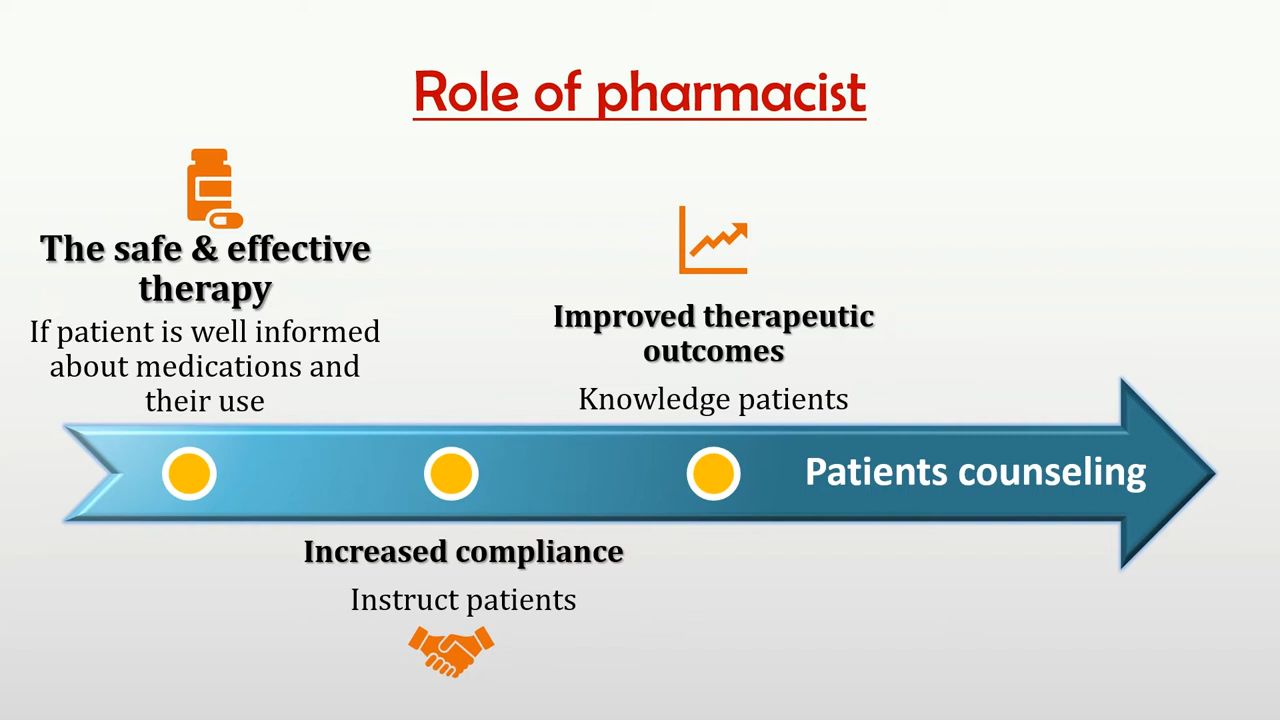 Role of pharmacist
The safe & effective
therapy
If patient is well informed
about medications and
their use
Improved therapeutic
outcomes
Knowledge patients
Patients counseling
Increased compliance
Instruct patients